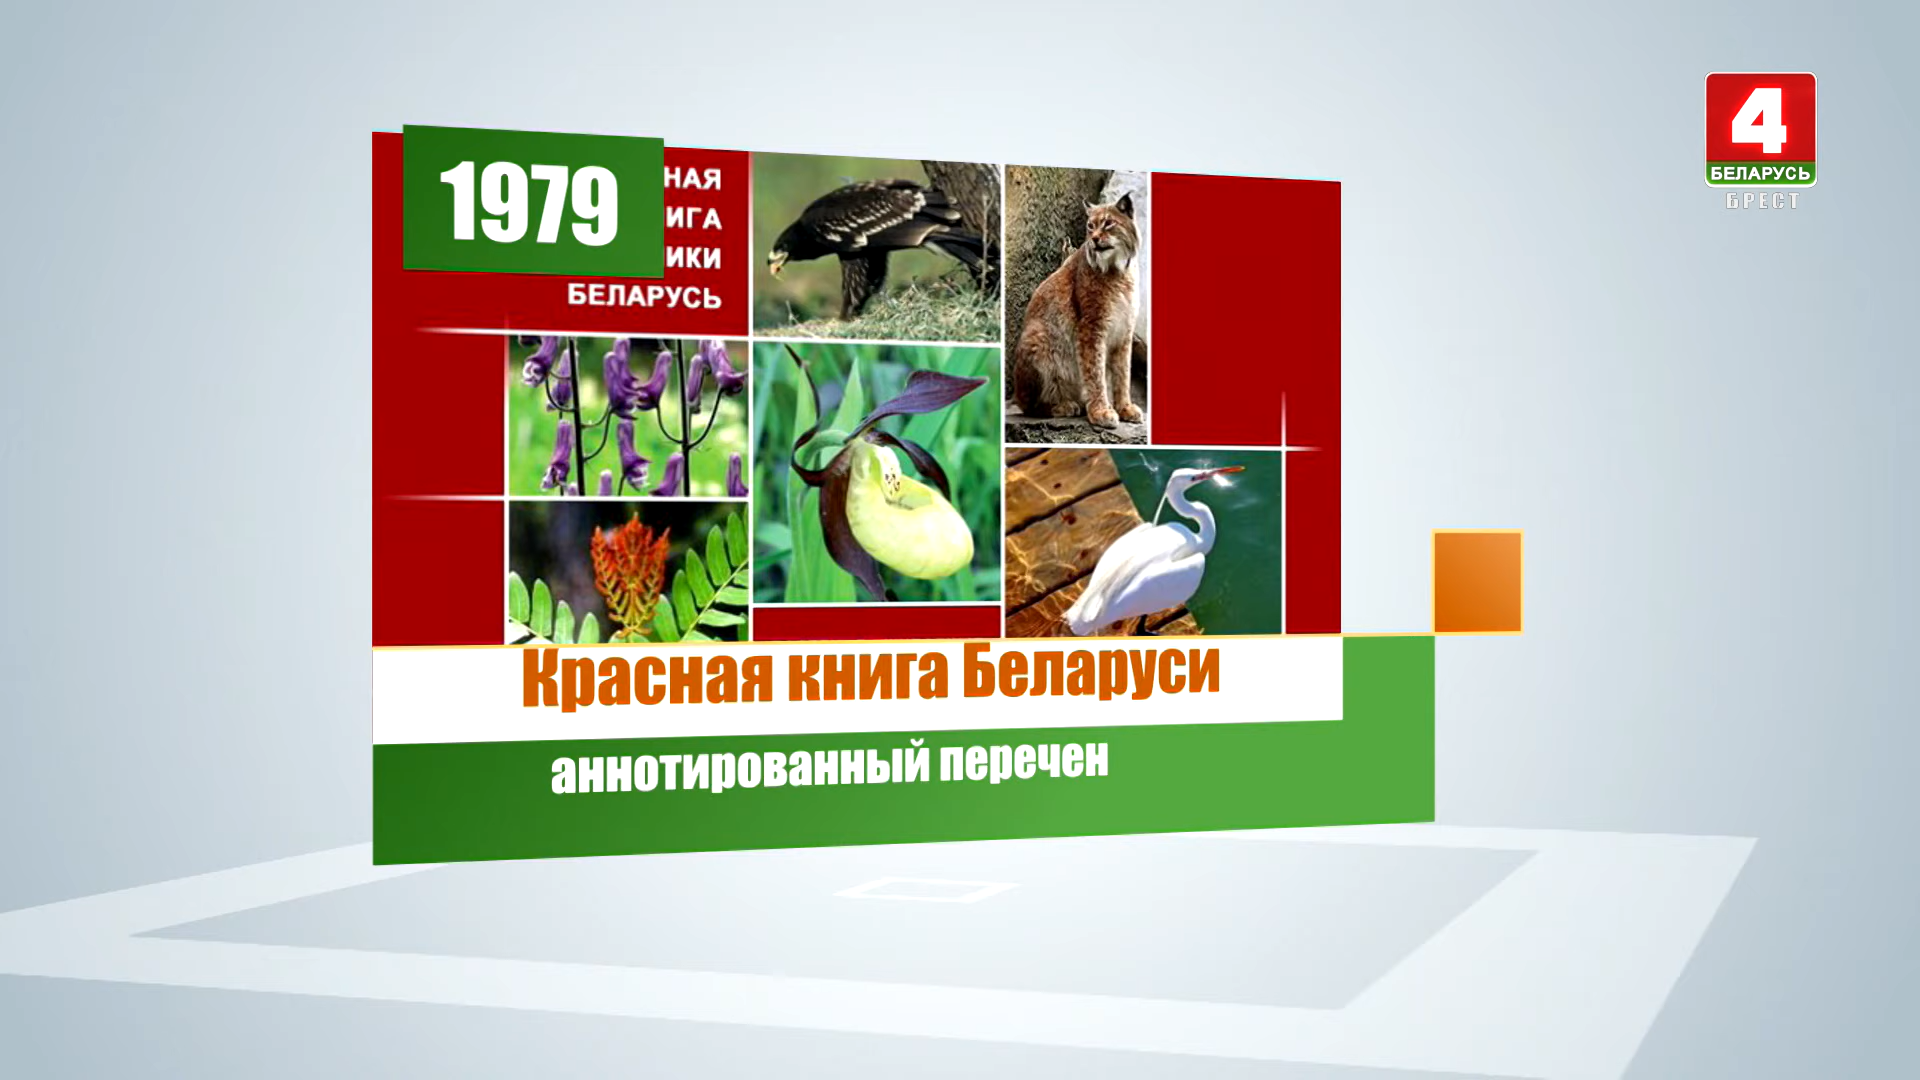 1979
НАЯ
ИГА
ИКИ
БЕЛАРУСЬ
Красная книга Беларуси
аннотированный перечен
4
БЕЛАРУСЬ
БРЕСТ